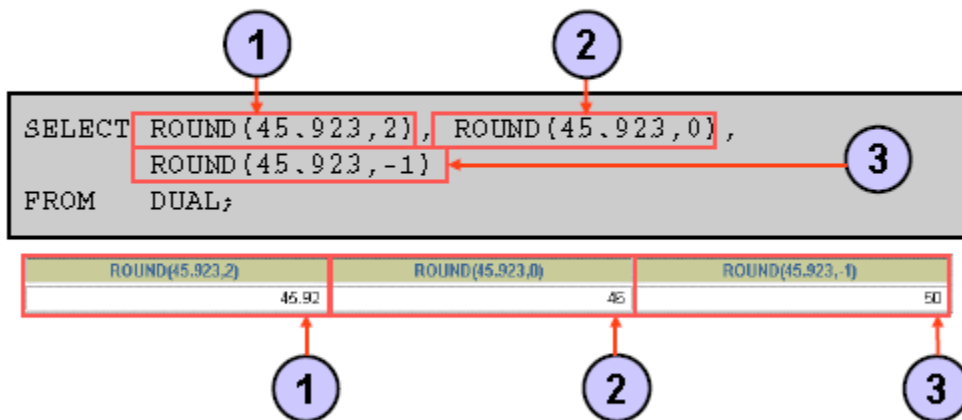 1 2
SELECT ROUND(45.923,2), ROUND(45.923,0),
ROUND(45.923,-1)
3
FROM DUAL;
ROUND(45.923,2) ROUND(45.923,0) ROUND(45.923,-1)
45.92 46 50
1 2 3